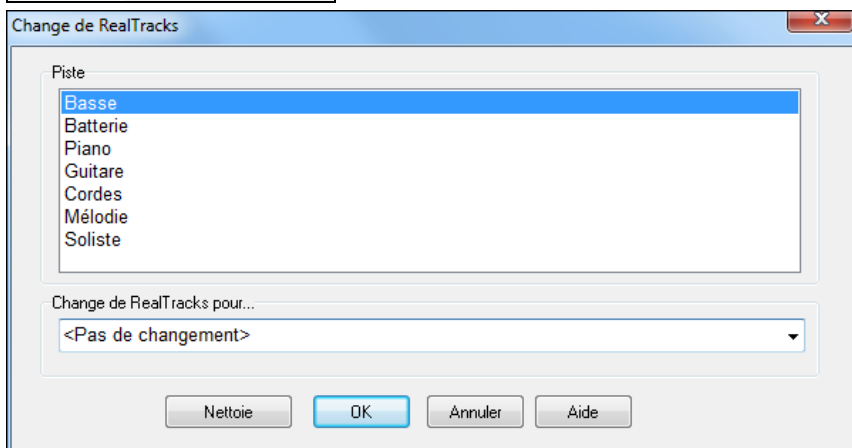 Change de RealTracks
Piste
Basse
Batterie
Piano
Guitare
Cordes
Mélodie
Soliste
Change de RealTracks pour...
<Pas de changement>
Nettoie OK Annuler Aide